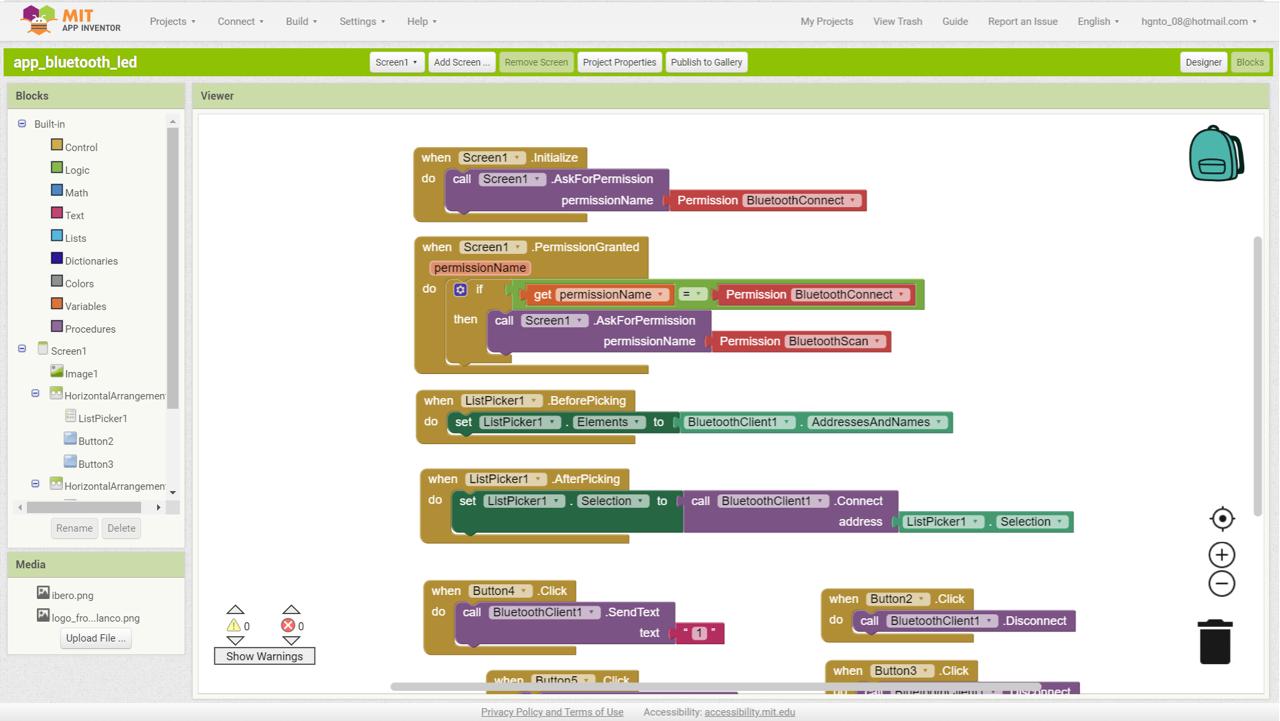 MIT
APP INVENTOR
Projects Connect Build Settings Help My Projects View Trash Guide Report an Issue English hgnto_08@hotmail.com
app_bluetooth_led Screen1 Add Screen ... Remove Screen Project Properties Publish to Gallery Designer Blocks
Blocks
Built-in
Control
Logic
Math
Text
Lists
Dictionaries
Colors
Variables
Procedures
Screen1
Image1
HorizontalArrangement
ListPicker1
Button2
Button3
HorizontalArrangement
Rename Delete
Media
ibero.png
logo_fro...lanco.png
Upload File ...
Viewer
when Screen1 .Initialize
do call Screen1 .AskForPermission
permissionName Permission BluetoothConnect
when Screen1 .PermissionGranted
permissionName
do if get permissionName = Permission BluetoothConnect
then call Screen1 .AskForPermission
permissionName Permission BluetoothScan
when ListPicker1 .BeforePicking
do set ListPicker1 . Elements to BluetoothClient1 . AddressesAndNames
when ListPicker1 .AfterPicking
do set ListPicker1 . Selection to call BluetoothClient1 .Connect
address ListPicker1 . Selection
when Button4 .Click
do call BluetoothClient1 .SendText
text " 1 "
when Button2 .Click
do call BluetoothClient1 .Disconnect
when Button5 .Click
when Button3 .Click
do call BluetoothClient1 .Disconnect
0 0
Show Warnings
Privacy Policy and Terms of Use Accessibility: accessibility.mit.edu